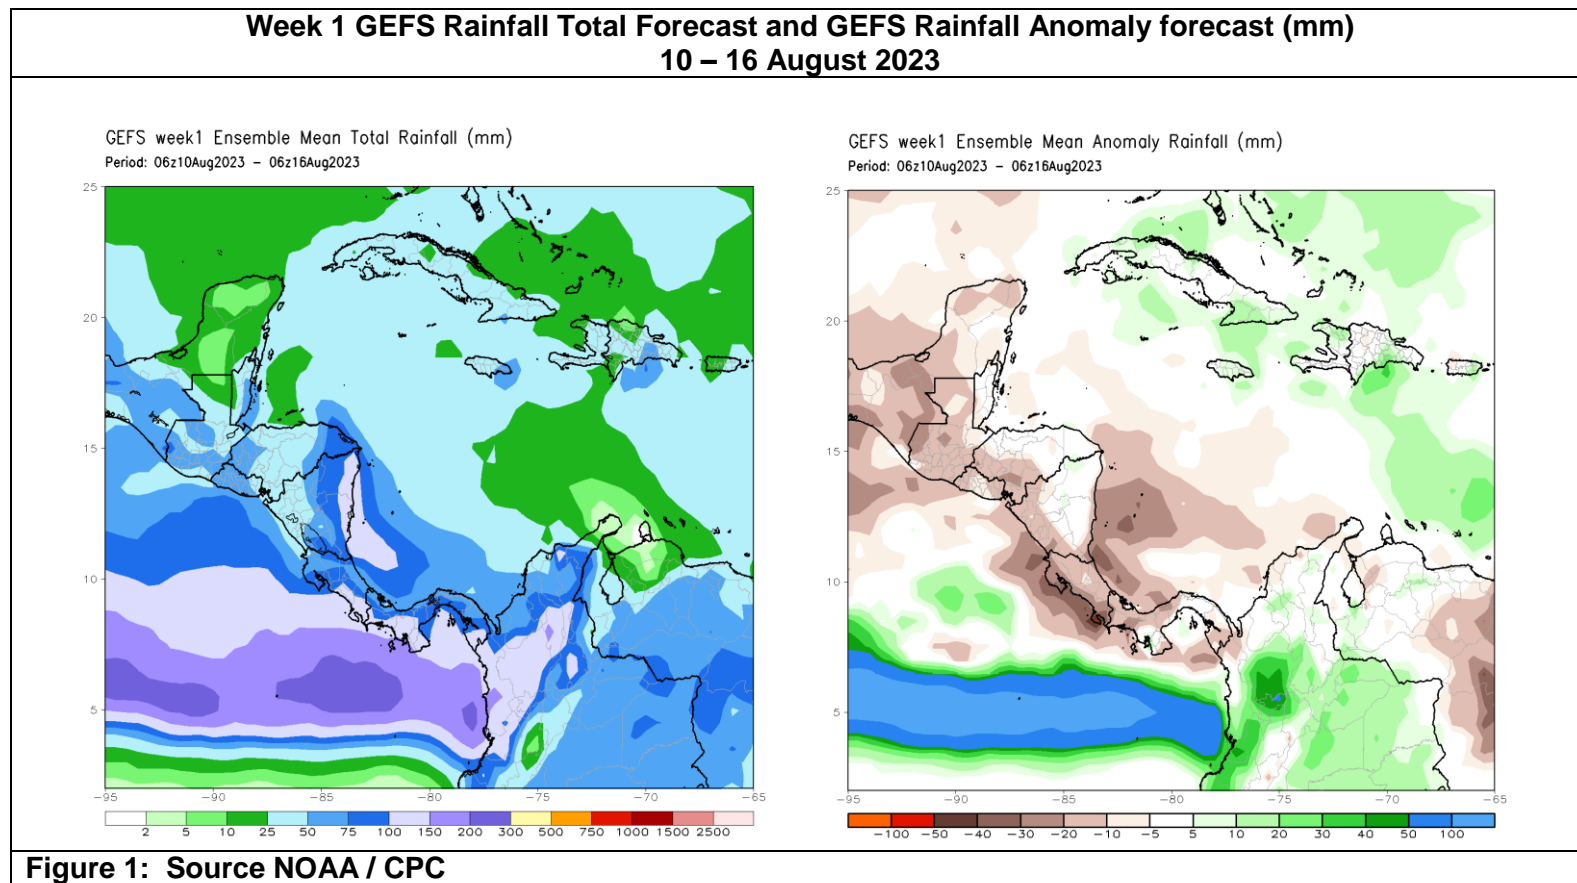 Week 1 GEFS Rainfall Total Forecast and GEFS Rainfall Anomaly forecast (mm)
10 – 16 August 2023
GEFS week1 Ensemble Mean Total Rainfall (mm)
Period: 06z10Aug2023 – 06z16Aug2023
25
20
15
10
5
−95
−90
−85
−80
−75
−70
−65
2 5 10 25 50 75 100 150 200 300 500 750 1000 1500 2500
GEFS week1 Ensemble Mean Anomaly Rainfall (mm)
Period: 06z10Aug2023 – 06z16Aug2023
25
20
15
10
5
−95
−90
−85
−80
−75
−70
−65
−100 −50 −40 −30 −20 −10 −5 5 10 20 30 40 50 100
Figure 1: Source NOAA / CPC